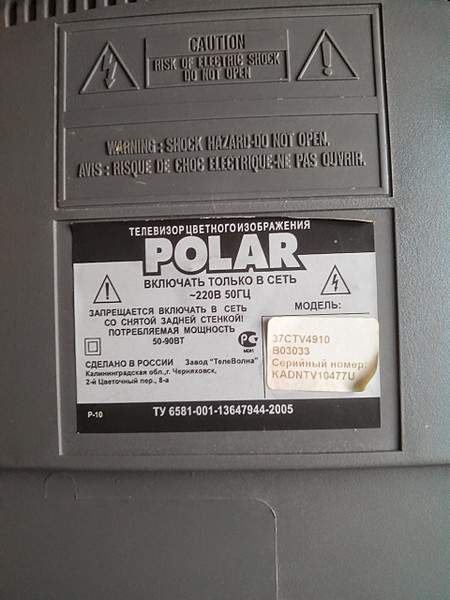 CAUTION
RISK OF ELECTRIC SHOCK
DO NOT OPEN
WARNING : SHOCK HAZARD-DO NOT OPEN.
AVIS : RISQUE DE CHOC ELECTRIQUE-NE PAS OUVRIR.
ТЕЛЕВИЗОР ЦВЕТНОГО ИЗОБРАЖЕНИЯ
POLAR
ВКЛЮЧАТЬ ТОЛЬКО В СЕТЬ
~220В 50ГЦ
ЗАПРЕЩАЕТСЯ ВКЛЮЧАТЬ В СЕТЬ
СО СНЯТОЙ ЗАДНЕЙ СТЕНКОЙ!
ПОТРЕБЛЯЕМАЯ МОЩНОСТЬ
50-90ВТ
МОДЕЛЬ:
37CTV4910
B03033
Серийный номер:
KADNTV10477U
СДЕЛАНО В РОССИИ Завод "ТелеВолна"
Калининградская обл.,г. Черняховск,
2-й Цветочный пер., 8-а
Р-10
ТУ 6581-001-13647944-2005